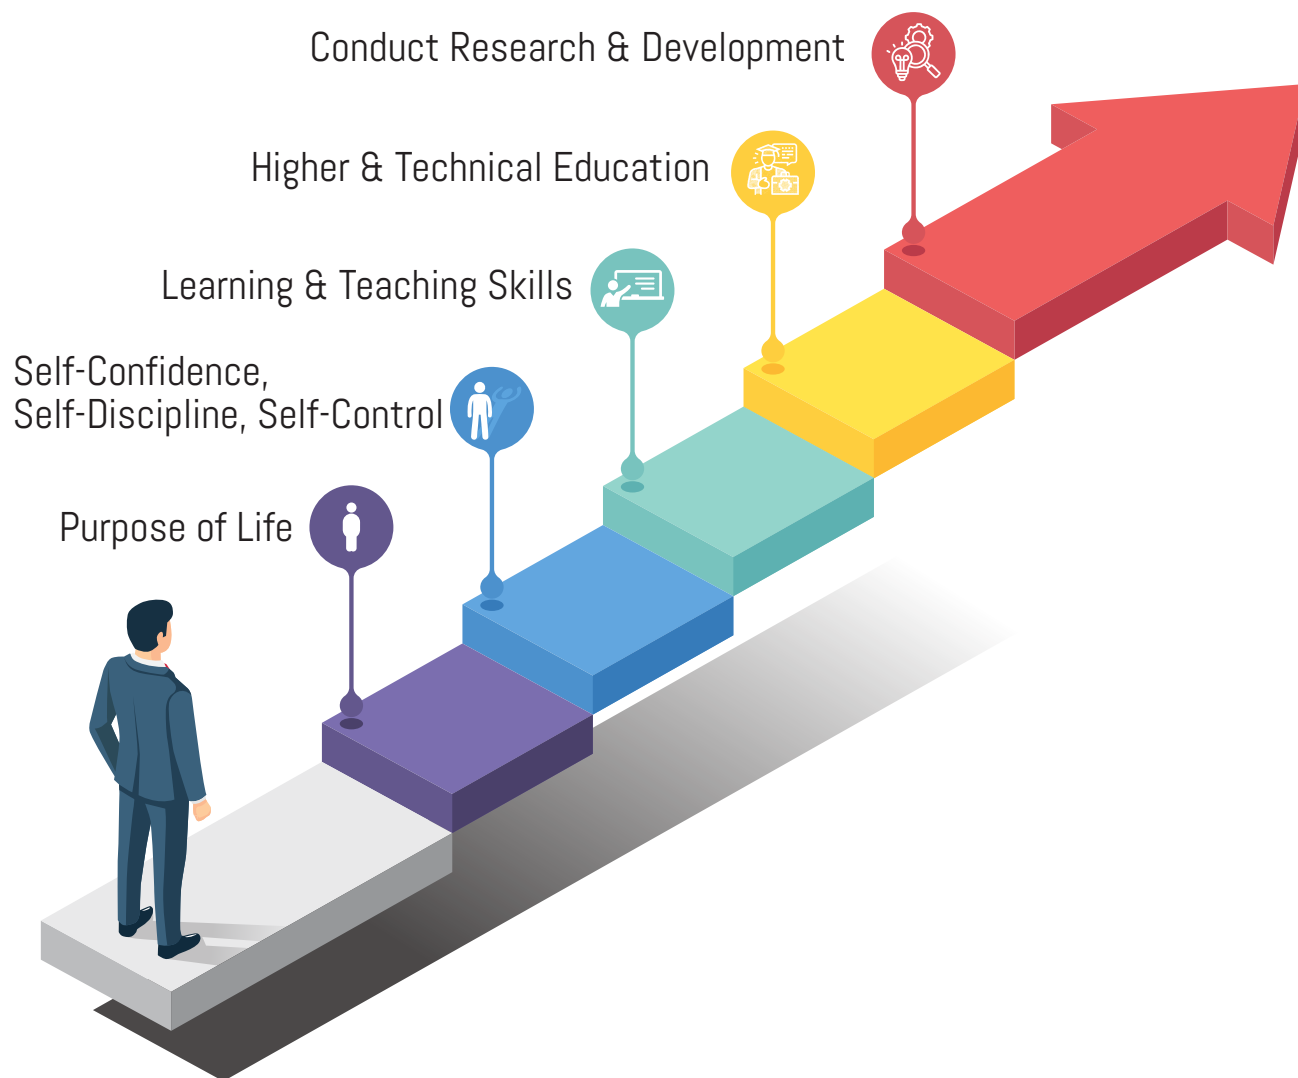 Conduct Research & Development
Higher & Technical Education
Learning & Teaching Skills
Self-Confidence,
Self-Discipline, Self-Control
Purpose of Life